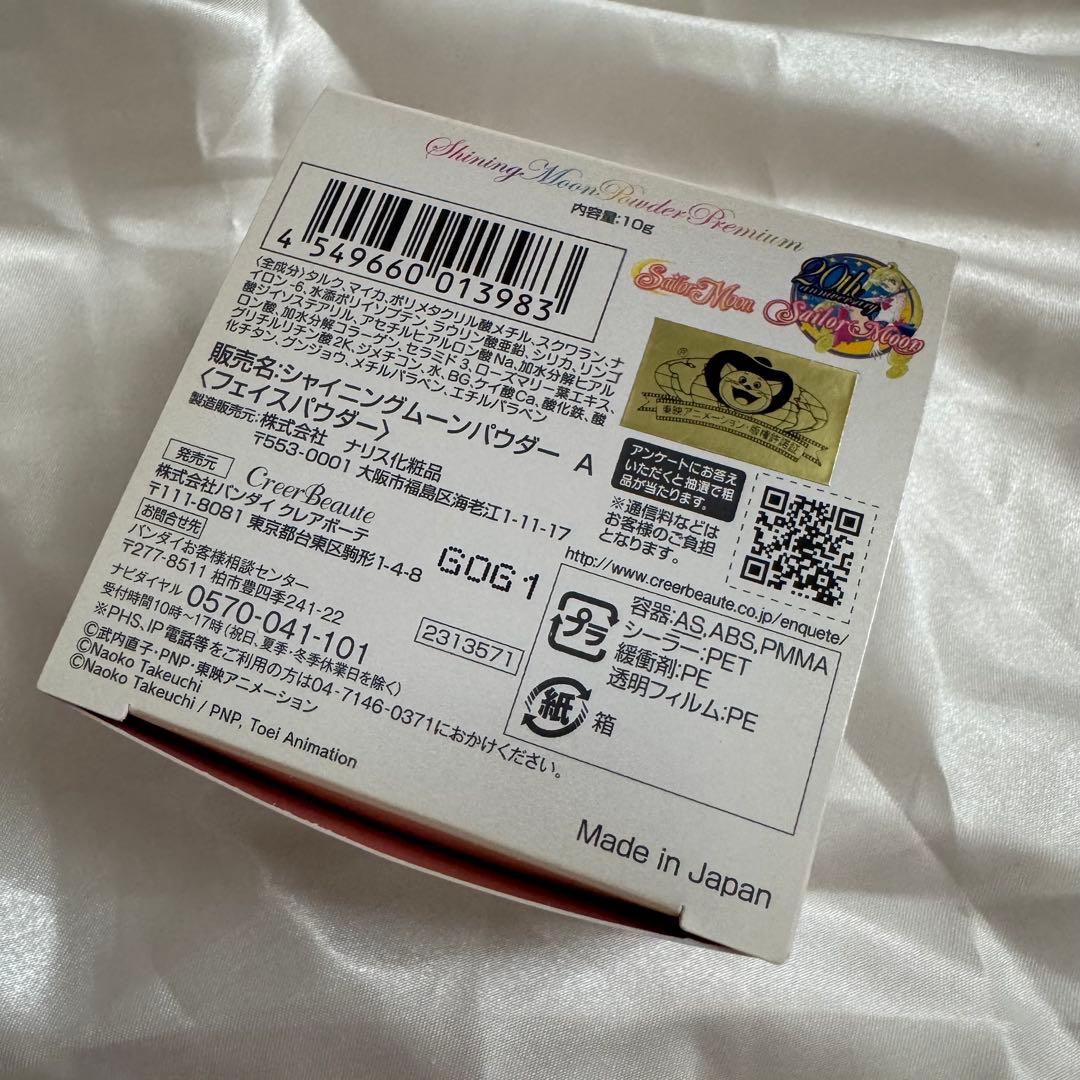 Shining Moon Powder Premium
内容量:10g
4 549660 013983
Sailor Moon
20th anniversary
Sailor Moon
〈全成分〉タルク、マイカ、ポリメタクリル酸メチル、スクワラン、ナ
イロン-6、水添ポリイソブテン、ラウリン酸亜鉛、シリカ、リンゴ
酸ジイソステアリル、アセチルヒアルロン酸Na、加水分解ヒアル
ロン酸、加水分解コラーゲン、セラミド3、ローズマリー葉エキス、
グリチルリチン酸2K、ジメチコン、水、BG、ケイ酸Ca、酸化鉄、酸
化チタン、グンジョウ、メチルパラベン、エチルパラベン
販売名:シャイニングムーンパウダー A
〈フェイスパウダー〉
製造販売元:株式会社 ナリス化粧品
〒553-0001 大阪市福島区海老江1-11-17
®
東映アニメーション・版権許諾証
アンケートにお答え
いただくと抽選で粗
品が当たります。
※通信料などは
お客様のご負担
となります。
http://www.creerbeaute.co.jp/enquete/
発売元
CreerBeaute
株式会社バンダイ クレアボーテ
〒111-8081 東京都台東区駒形1-4-8
お問合せ先
バンダイお客様相談センター
〒277-8511 柏市豊四季241-22
ナビダイヤル 0570-041-101
受付時間10時~17時(祝日、夏季・冬季休業日を除く)
※PHS、IP電話等をご利用の方は04-7146-0371におかけください。
©武内直子・PNP・東映アニメーション
©Naoko Takeuchi
©Naoko Takeuchi / PNP, Toei Animation
GOG1
2313571
プラ
容器:AS,ABS,PMMA
シーラー:PET
緩衝剤:PE
透明フィルム:PE
紙
箱
Made in Japan